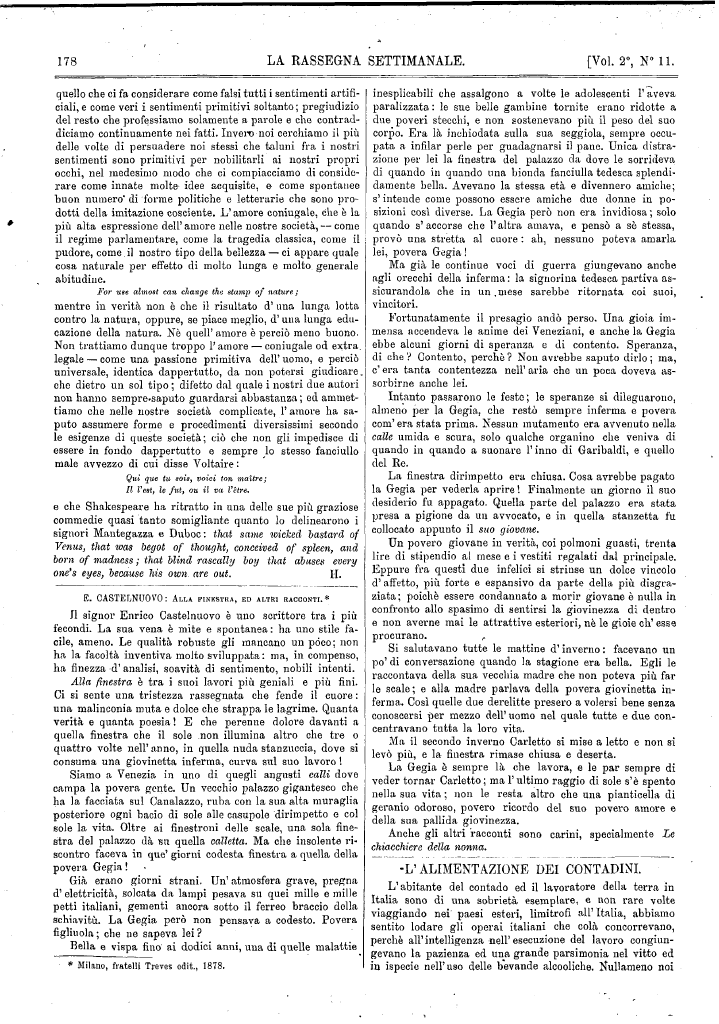 178
LA RASSEGNA SETTIMANALE.
[Vol. 2°, N° 11.
quello che ci fa considerare come falsi tutti i sentimenti artifi-
ciali, e come veri i sentimenti primitivi soltanto; pregiudizio
del resto che professiamo solamente a parole e che contrad-
diciamo continuamente nei fatti. Invero noi cerchiamo il più
delle volte di persuadere noi stessi che taluni fra i nostri
sentimenti sono primitivi per nobilitarli ai nostri propri
occhi, nel medesimo modo che ci compiacciamo di conside-
rare come innate molte idee acquisite, e come spontanee
buon numero di forme politiche e letterarie che sono pro-
dotti della imitazione cosciente. L'amore coniugale, che è la
più alta espressione dell'amore nelle nostre società, — come
il regime parlamentare, come la tragedia classica, come il
pudore, come il nostro tipo della bellezza — ci appare quale
cosa naturale per effetto di molto lunga e molto generale
abitudine.
For use almost can change the stamp of nature;
mentre in verità non è che il risultato d'una lunga lotta
contro la natura, oppure, se piace meglio, d'una lunga edu-
cazione della natura. Nè quell'amore è perciò meno buono.
Non trattiamo dunque troppo l'amore — coniugale od extra
legale — come una passione primitiva dell'uomo, e perciò
universale, identica dappertutto, da non potersi giudicare
che dietro un sol tipo; difetto dal quale i nostri due autori
non hanno sempre saputo guardarsi abbastanza; ed ammet-
tiamo che nelle nostre società complicate, l'amore ha sa-
puto assumere forme e procedimenti diversissimi secondo
le esigenze di queste società; ciò che non gli impedisce di
essere in fondo dappertutto e sempre lo stesso fanciullo
male avvezzo di cui disse Voltaire:
Qui que tu sois, voici ton maître;
Il l'est, le fut, ou il va l'être.
e che Shakespeare ha ritratto in una delle sue più graziose
commedie quasi tanto somigliante quanto lo delinearono i
signori Mantegazza e Duboc: that same wicked bastard of
Venus, that was begot of thought, conceived of spleen, and
born of madness; that blind rascally boy that abuses every
one's eyes, because his own are out. H.
E. CASTELNUOVO: ALLA FINESTRA, ED ALTRI RACCONTI.*
Il signor Enrico Castelnuovo è uno scrittore tra i più
fecondi. La sua vena è mite e spontanea: ha uno stile fa-
cile, ameno. Le qualità robuste gli mancano un poco; non
ha la facoltà inventiva molto sviluppata: ma, in compenso,
ha finezza d'analisi, soavità di sentimento, nobili intenti.
Alla finestra è tra i suoi lavori più geniali e più fini.
Ci si sente una tristezza rassegnata che fende il cuore:
una malinconia muta e dolce che strappa le lagrime. Quanta
verità e quanta poesia! E che perenne dolore davanti a
quella finestra che il sole non illumina altro che tre o
quattro volte nell'anno, in quella nuda stanzuccia, dove si
consuma una giovinetta inferma, curva sul suo lavoro!
Siamo a Venezia in uno di quegli angusti calli dove
campa la povera gente. Un vecchio palazzo gigantesco che
ha la facciata sul Canalazzo, ruba con la sua alta muraglia
posteriore ogni bacio di sole alle casupole dirimpetto e col
sole la vita. Oltre ai finestroni delle scale, una sola fine-
stra del palazzo dà su quella calletta. Ma che insolente ri-
scontro faceva in que' giorni codesta finestra a quella della
povera Gegia!
Già erano giorni strani. Un'atmosfera grave, pregna
d'elettricità, solcata da lampi pesava su quei mille e mille
petti italiani, gementi ancora sotto il ferreo braccio della
schiavitù. La Gegia però non pensava a codesto. Povera
figliuola; che ne sapeva lei?
Bella e vispa fino ai dodici anni, una di quelle malattie
* Milano, fratelli Treves edit., 1878.
inesplicabili che assalgono a volte le adolescenti l'aveva
paralizzata: le sue belle gambine tornite erano ridotte a
due poveri stecchi, e non sostenevano più il peso del suo
corpo. Era là inchiodata sulla sua seggiola, sempre occu-
pata a infilar perle per guadagnarsi il pane. Unica distra-
zione per lei la finestra del palazzo da dove le sorrideva
di quando in quando una bionda fanciulla tedesca splendi-
damente bella. Avevano la stessa età e divennero amiche;
s'intende come possono essere amiche due donne in po-
sizioni così diverse. La Gegia però non era invidiosa; solo
quando s'accorse che l'altra amava, e pensò a sè stessa,
provò una stretta al cuore: ah, nessuno poteva amarla
lei, povera Gegia!
Ma già le continue voci di guerra giungevano anche
agli orecchi della inferma: la signorina tedesca partiva as-
sicurandola che in un mese sarebbe ritornata coi suoi,
vincitori.
Fortunatamente il presagio andò perso. Una gioia im-
mensa accendeva le anime dei Veneziani, e anche la Gegia
ebbe alcuni giorni di speranza e di contento. Speranza,
di che? Contento, perchè? Non avrebbe saputo dirlo; ma,
c'era tanta contentezza nell'aria che un poca doveva as-
sorbirne anche lei.
Intanto passarono le feste; le speranze si dileguarono,
almeno per la Gegia, che restò sempre inferma e povera
com'era stata prima. Nessun mutamento era avvenuto nella
calle umida e scura, solo qualche organino che veniva di
quando in quando a suonare l'inno di Garibaldi, e quello
del Re.
La finestra dirimpetto era chiusa. Cosa avrebbe pagato
la Gegia per vederla aprire! Finalmente un giorno il suo
desiderio fu appagato. Quella parte del palazzo era stata
presa a pigione da un avvocato, e in quella stanzetta fu
collocato appunto il suo giovane.
Un povero giovane in verità, coi polmoni guasti, trenta
lire di stipendio al mese e i vestiti regalati dal principale.
Eppure fra questi due infelici si strinse un dolce vincolo
d'affetto, più forte e espansivo da parte della più disgra-
ziata; poichè essere condannato a morir giovane è nulla in
confronto allo spasimo di sentirsi la giovinezza di dentro
e non averne mai le attrattive esteriori, nè le gioie ch'esse
procurano.
Si salutavano tutte le mattine d'inverno: facevano un
po' di conversazione quando la stagione era bella. Egli le
raccontava della sua vecchia madre che non poteva più far
le scale; e alla madre parlava della povera giovinetta in-
ferma. Così quelle due derelitte presero a volersi bene senza
conoscersi per mezzo dell'uomo nel quale tutte e due con-
centravano tutta la loro vita.
Ma il secondo inverno Carletto si mise a letto e non si
levò più, e la finestra rimase chiusa e deserta.
La Gegia è sempre là che lavora, e le par sempre di
veder tornar Carletto; ma l'ultimo raggio di sole s'è spento
nella sua vita; non le resta altro che una pianticella di
geranio odoroso, povero ricordo del suo povero amore e
della sua pallida giovinezza.
Anche gli altri racconti sono carini, specialmente Le
chiacchiere della nonna.
L'ALIMENTAZIONE DEI CONTADINI.
L'abitante del contado ed il lavoratore della terra in
Italia sono di una sobrietà esemplare, e non rare volte
viaggiando nei paesi esteri, limitrofi all'Italia, abbiamo
sentito lodare gli operai italiani che colà concorrevano,
perchè all'intelligenza nell'esecuzione del lavoro congiun-
gevano la pazienza ed una grande parsimonia nel vitto ed
in ispecie nell'uso delle bevande alcooliche. Nullameno noi